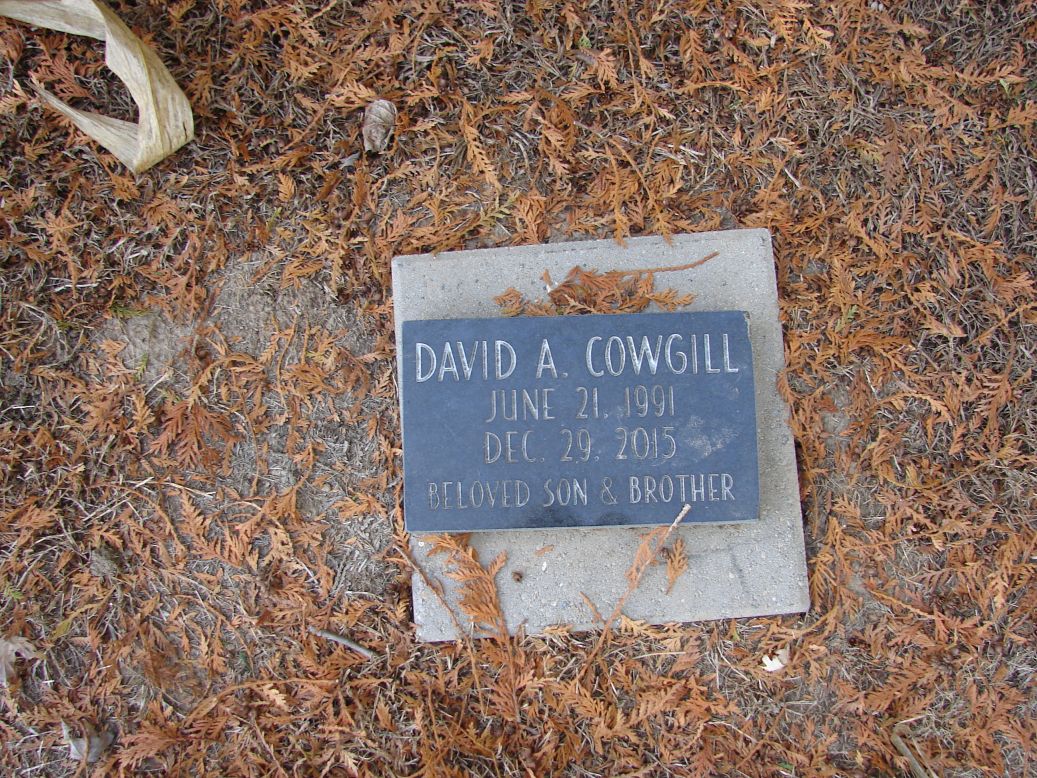 DAVID A. COWGILL
JUNE 21, 1991
DEC. 29, 2015
BELOVED SON & BROTHER